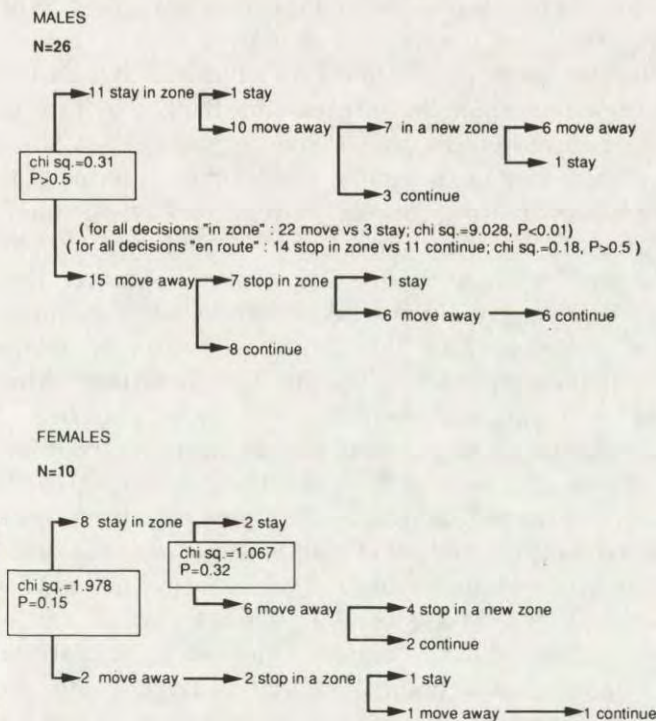 MALES
N=26
11 stay in zone 1 stay
10 move away 7 in a new zone 6 move away
1 stay
chi sq.=0.31
P>0.5
3 continue
( for all decisions "in zone" : 22 move vs 3 stay; chi sq.=9.028, P<0.01)
( for all decisions "en route" : 14 stop in zone vs 11 continue; chi sq.=0.18, P>0.5 )
15 move away 7 stop in zone 1 stay
6 move away 6 continue
8 continue
FEMALES
N=10
8 stay in zone 2 stay
chi sq.=1.067
P=0.32
chi sq.=1.978
P=0.15
6 move away 4 stop in a new zone
2 continue
2 move away 2 stop in a zone 1 stay
1 move away 1 continue